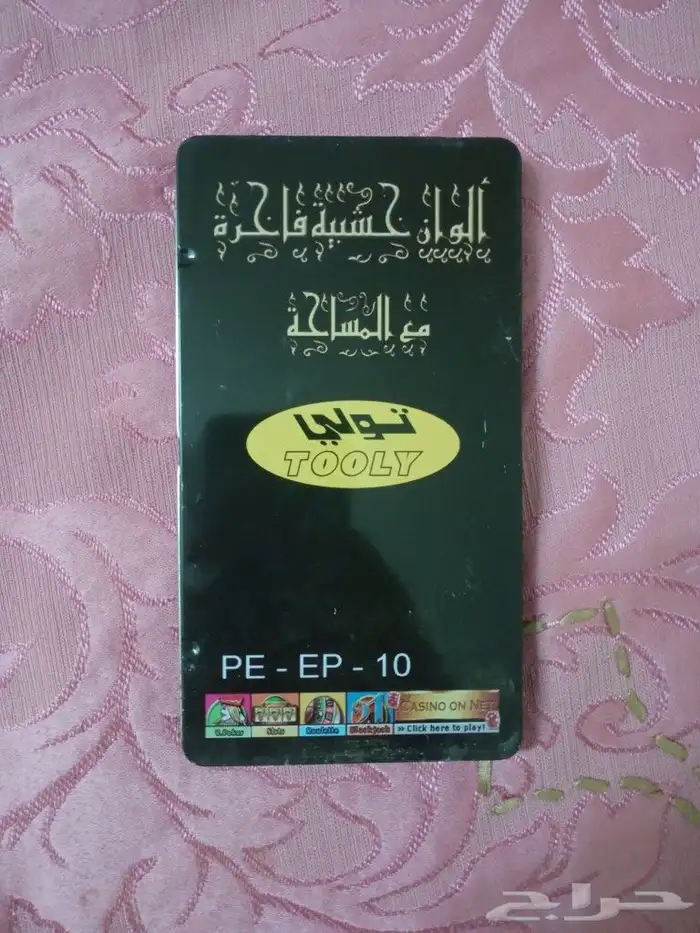 ألوان خشبية فاخرة
مع المساحة
تولي
TOOLY
PE - EP - 10
CASINO ON NET
V.Poker Slots Roulette Blackjack >> Click here to play!
حراج